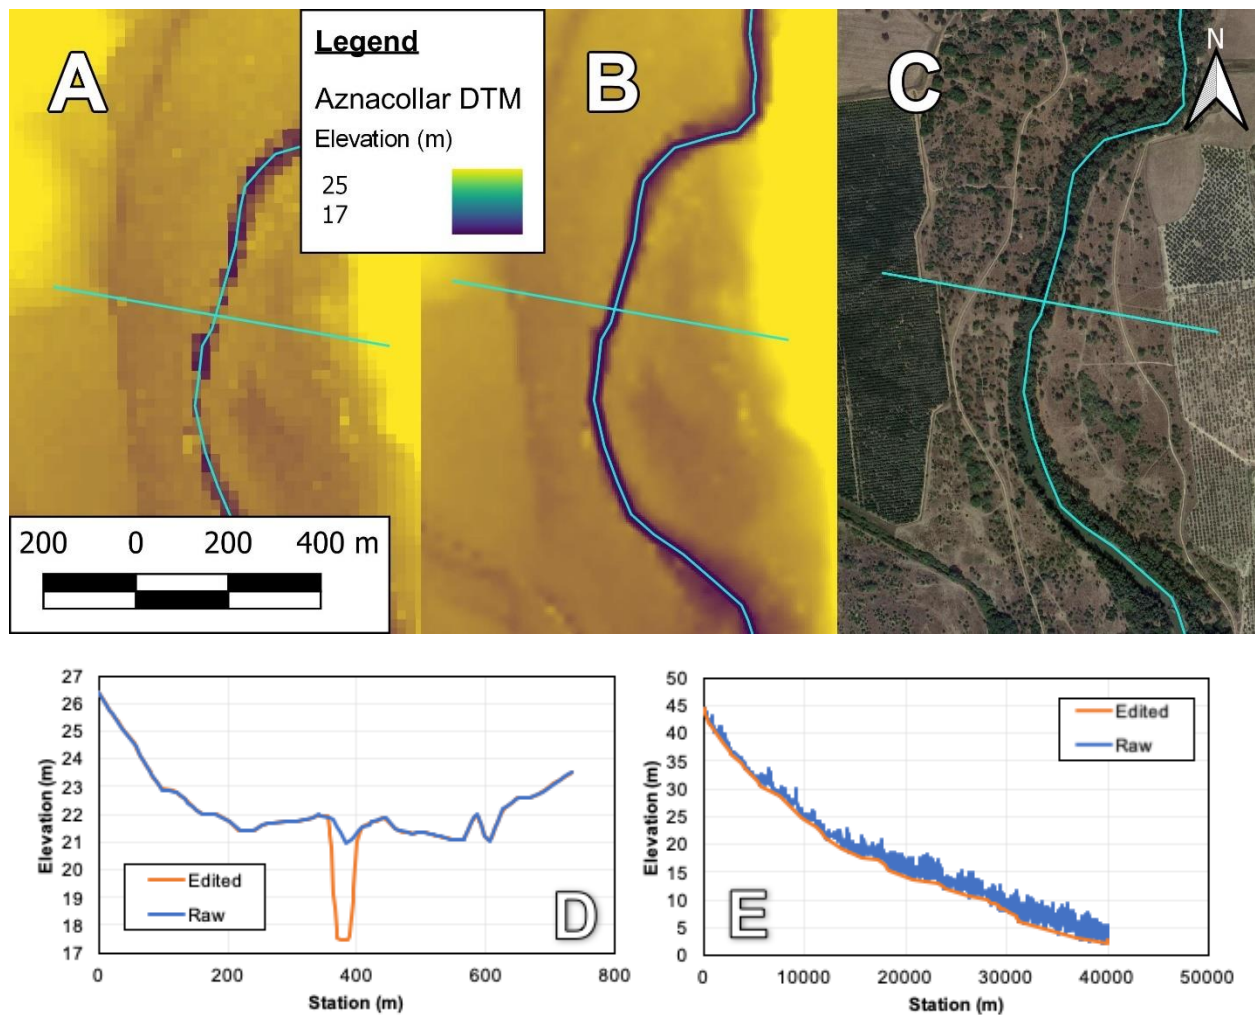 A
Legend
Aznacollar DTM
Elevation (m)
25
17
B
C
N
200 0 200 400 m
27
26
25
24
23
22
21
20
19
18
17
Elevation (m)
Edited
Raw
D
0 200 400 600 800
Station (m)
50
45
40
35
30
25
20
15
10
5
0
Elevation (m)
Edited
Raw
E
0 10000 20000 30000 40000 50000
Station (m)